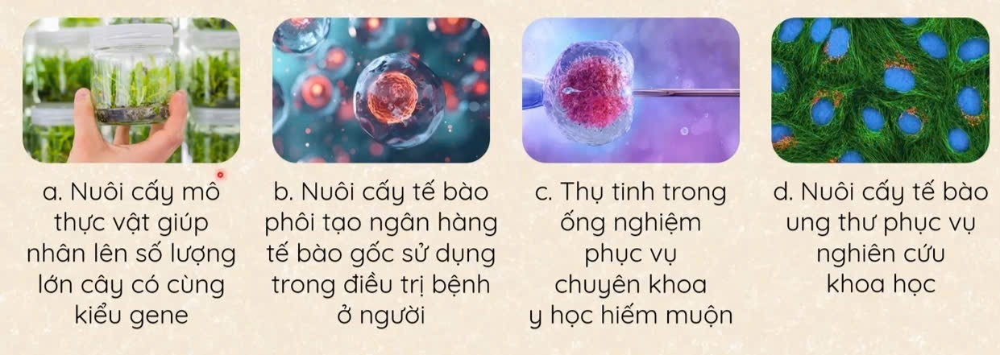 a. Nuôi cấy mô
thực vật giúp
nhân lên số lượng
lớn cây có cùng
kiểu gene
b. Nuôi cấy tế bào
phôi tạo ngân hàng
tế bào gốc sử dụng
trong điều trị bệnh
ở người
c. Thụ tinh trong
ống nghiệm
phục vụ
chuyên khoa
y học hiếm muộn
d. Nuôi cấy tế bào
ung thư phục vụ
nghiên cứu
khoa học